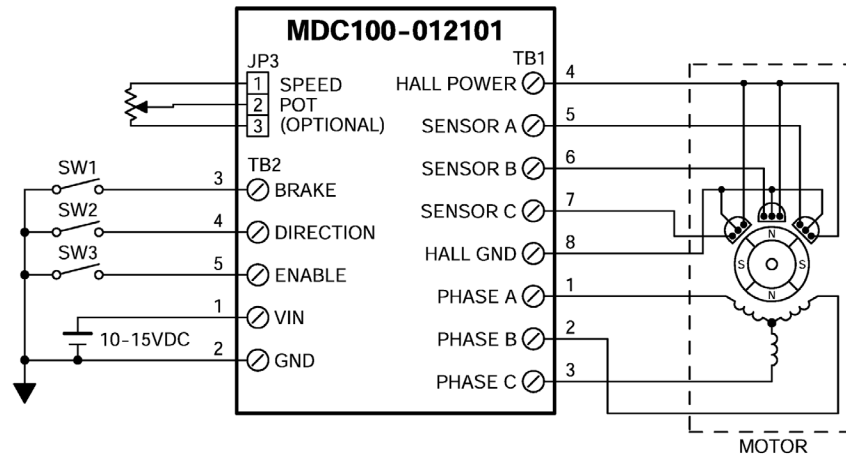 MDC100-012101
JP3
1 SPEED
2 POT
3 (OPTIONAL)
SW1
SW2
SW3
TB2
3 BRAKE
4 DIRECTION
5 ENABLE
1 VIN
10-15VDC
2 GND
TB1
HALL POWER 4
SENSOR A 5
SENSOR B 6
SENSOR C 7
HALL GND 8
PHASE A 1
PHASE B 2
PHASE C 3
N
S S
N
MOTOR